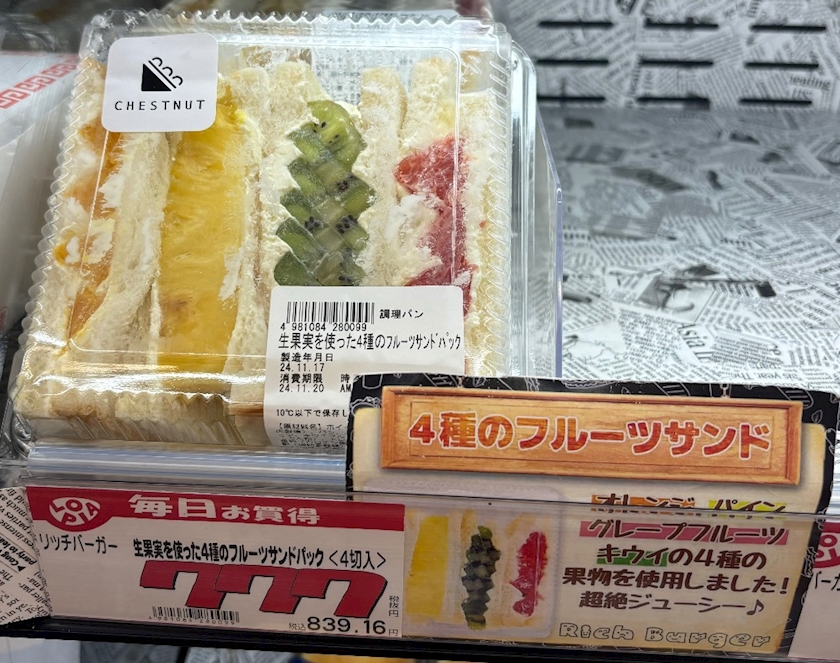 CHESTNUT
調理パン
4 981084 280099
生果実を使った4種のフルーツサンドパック
製造年月日
24.11.17
消費期限
24.11.20 AM
10℃以下で保存し
4種のフルーツサンド
オレンジ パイン
グレープフルーツ
キウイの4種の
果物を使用しました!
超絶ジューシー♪
Rich Burger
LOPIA
毎日お買得
リッチバーガー
生果実を使った4種のフルーツサンドパック<4切入>
777
税抜
円
4981084280099
税込839.16円